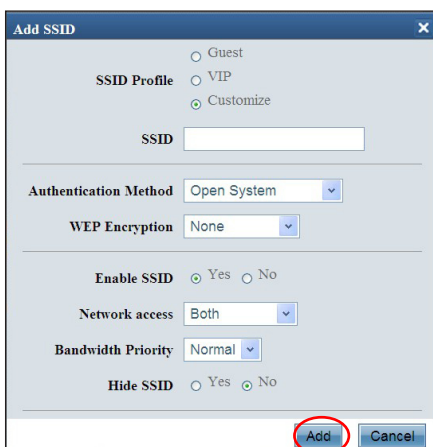 Add SSID
Guest
SSID Profile VIP
Customize
SSID
Authentication Method Open System
WEP Encryption None
Enable SSID Yes No
Network access Both
Bandwidth Priority Normal
Hide SSID Yes No
Add Cancel